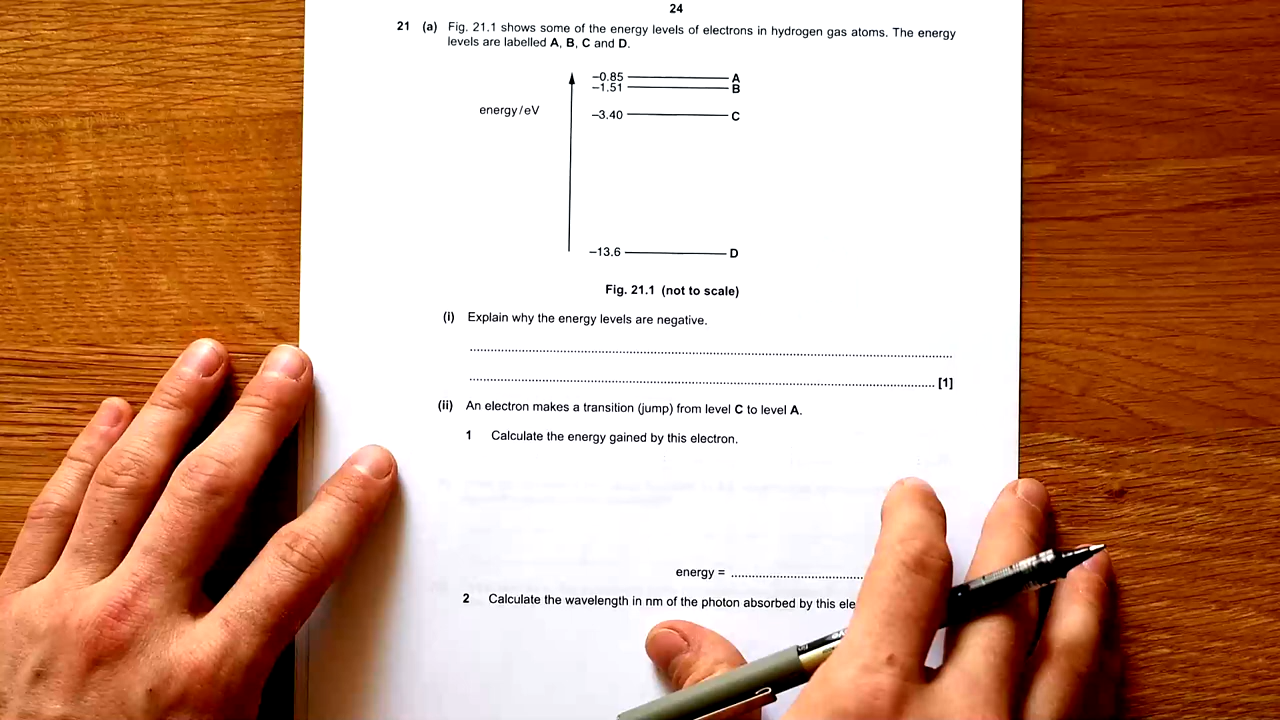 24
21 (a) Fig. 21.1 shows some of the energy levels of electrons in hydrogen gas atoms. The energy
levels are labelled A, B, C and D.
−0.85 A
−1.51 B
energy/eV
−3.40 C
−13.6 D
Fig. 21.1 (not to scale)
(i) Explain why the energy levels are negative.
[1]
(ii) An electron makes a transition (jump) from level C to level A.
1 Calculate the energy gained by this electron.
energy =
2 Calculate the wavelength in nm of the photon absorbed by this